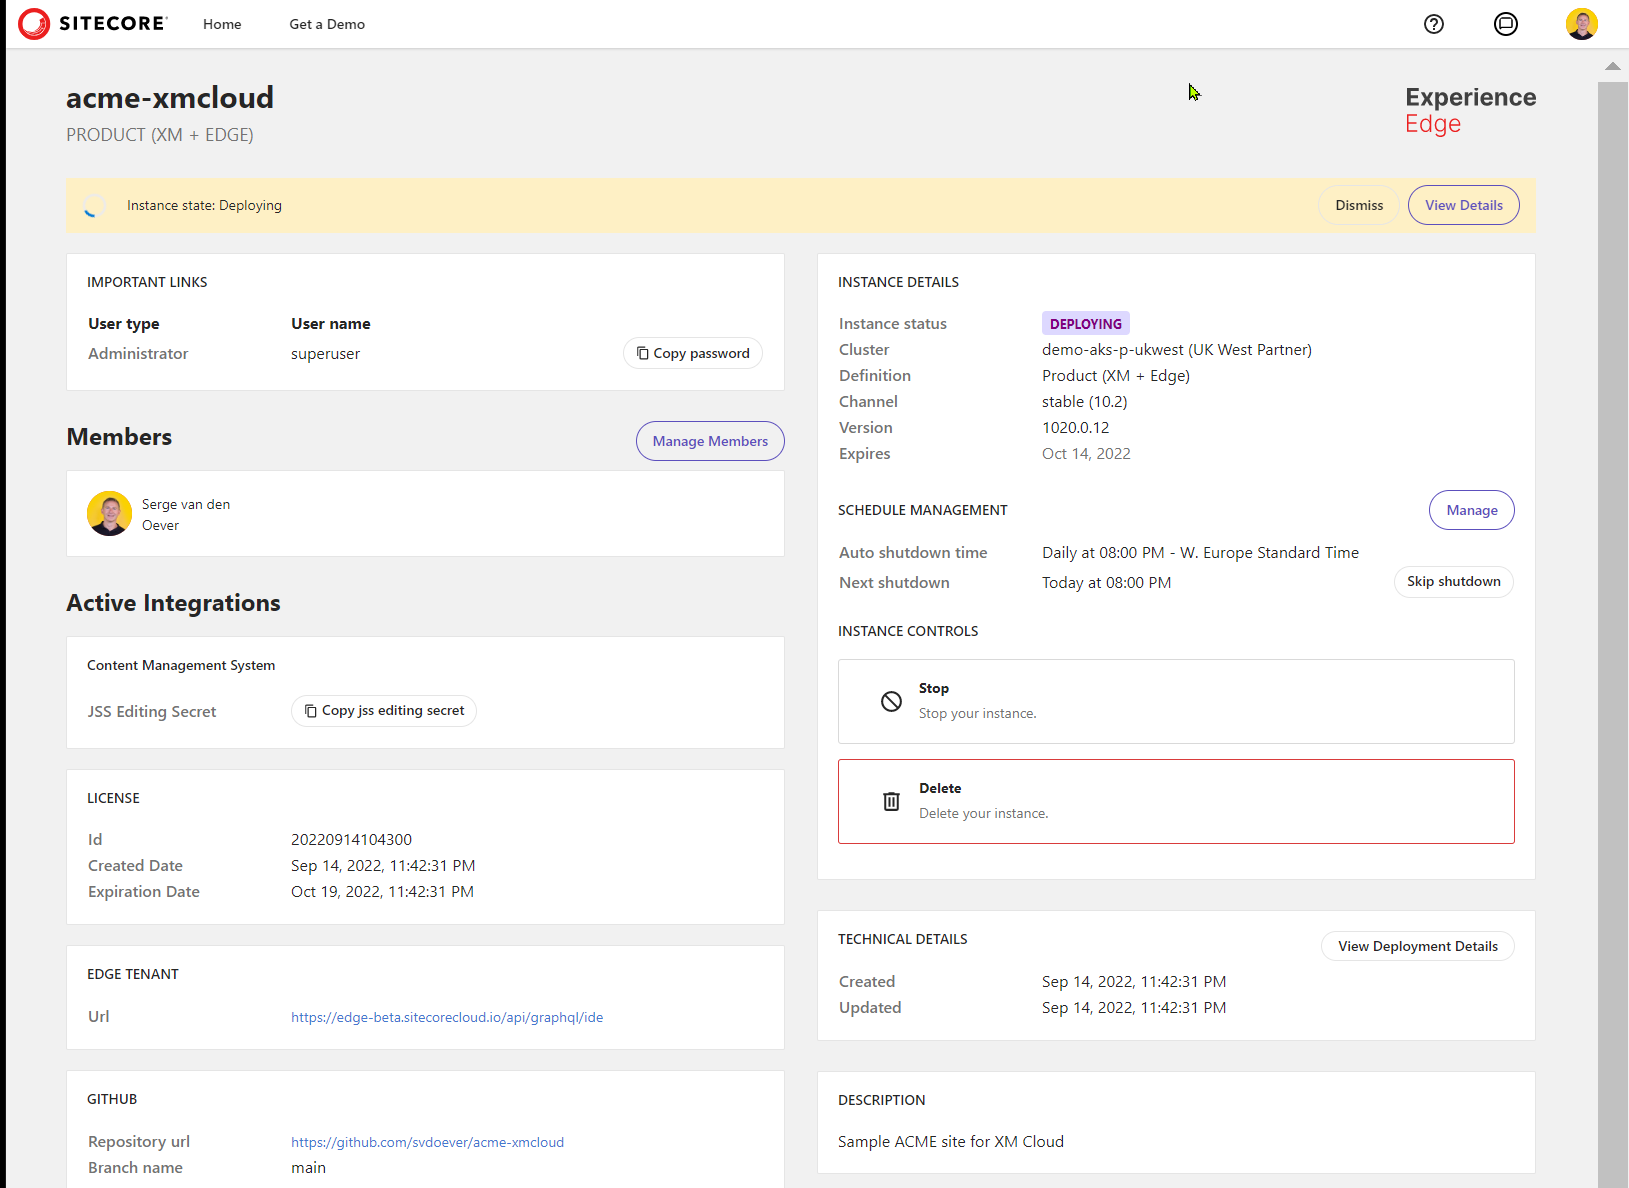 SITECORE
Home
Get a Demo
acme-xmcloud
PRODUCT (XM + EDGE)
Experience
Edge
Instance state: Deploying
Dismiss
View Details
IMPORTANT LINKS
User type
User name
Administrator
superuser
Copy password
Members
Manage Members
Serge van den
Oever
Active Integrations
Content Management System
JSS Editing Secret
Copy jss editing secret
LICENSE
Id
20220914104300
Created Date
Sep 14, 2022, 11:42:31 PM
Expiration Date
Oct 19, 2022, 11:42:31 PM
EDGE TENANT
Url
https://edge-beta.sitecorecloud.io/api/graphql/ide
GITHUB
Repository url
https://github.com/svdoever/acme-xmcloud
Branch name
main
INSTANCE DETAILS
Instance status
DEPLOYING
Cluster
demo-aks-p-ukwest (UK West Partner)
Definition
Product (XM + Edge)
Channel
stable (10.2)
Version
1020.0.12
Expires
Oct 14, 2022
SCHEDULE MANAGEMENT
Manage
Auto shutdown time
Daily at 08:00 PM - W. Europe Standard Time
Next shutdown
Today at 08:00 PM
Skip shutdown
INSTANCE CONTROLS
Stop
Stop your instance.
Delete
Delete your instance.
TECHNICAL DETAILS
View Deployment Details
Created
Sep 14, 2022, 11:42:31 PM
Updated
Sep 14, 2022, 11:42:31 PM
DESCRIPTION
Sample ACME site for XM Cloud